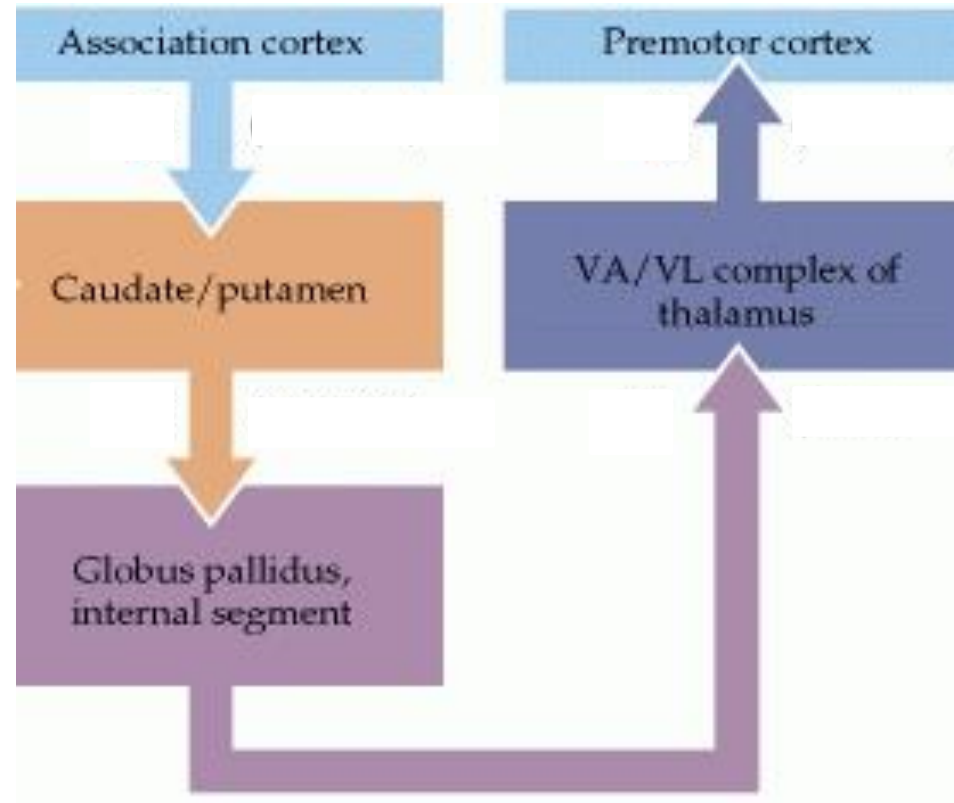 Association cortex
Premotor cortex
Caudate/putamen
VA/VL complex of
thalamus
Globus pallidus,
internal segment